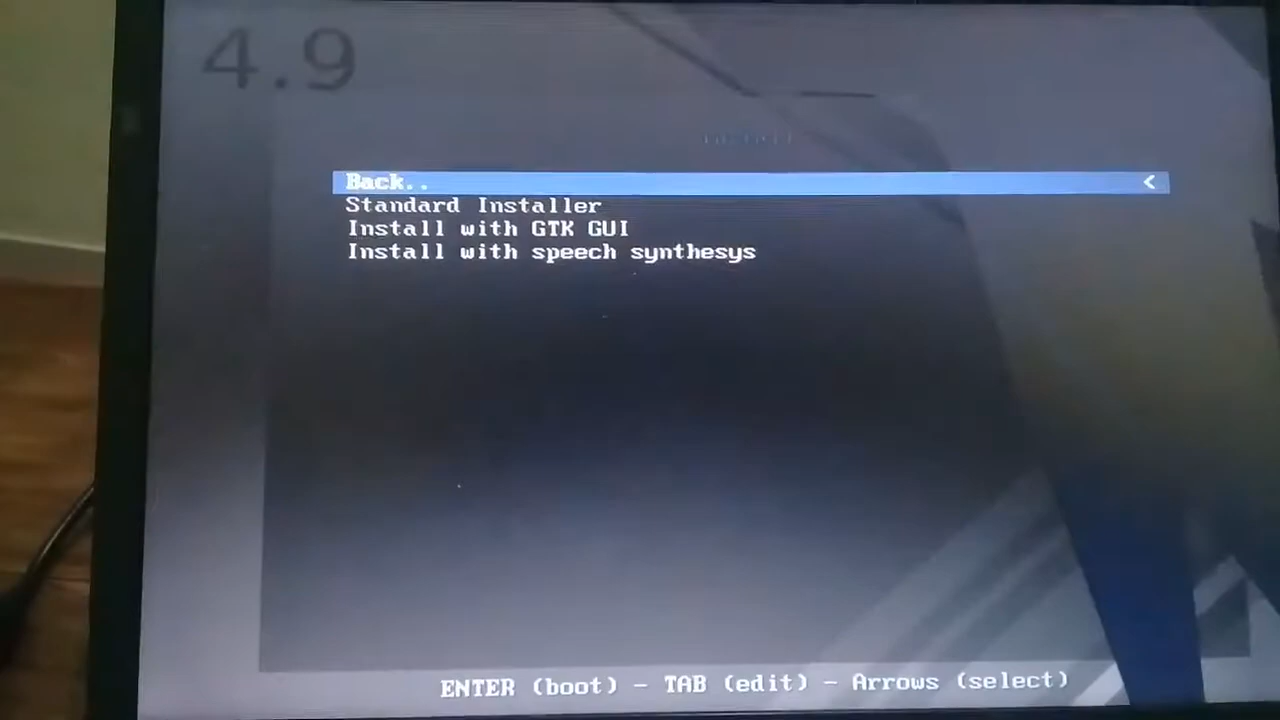 4.9
Install
Back.. <
Standard Installer
Install with GTK GUI
Install with speech synthesys
ENTER (boot) - TAB (edit) - Arrows (select)